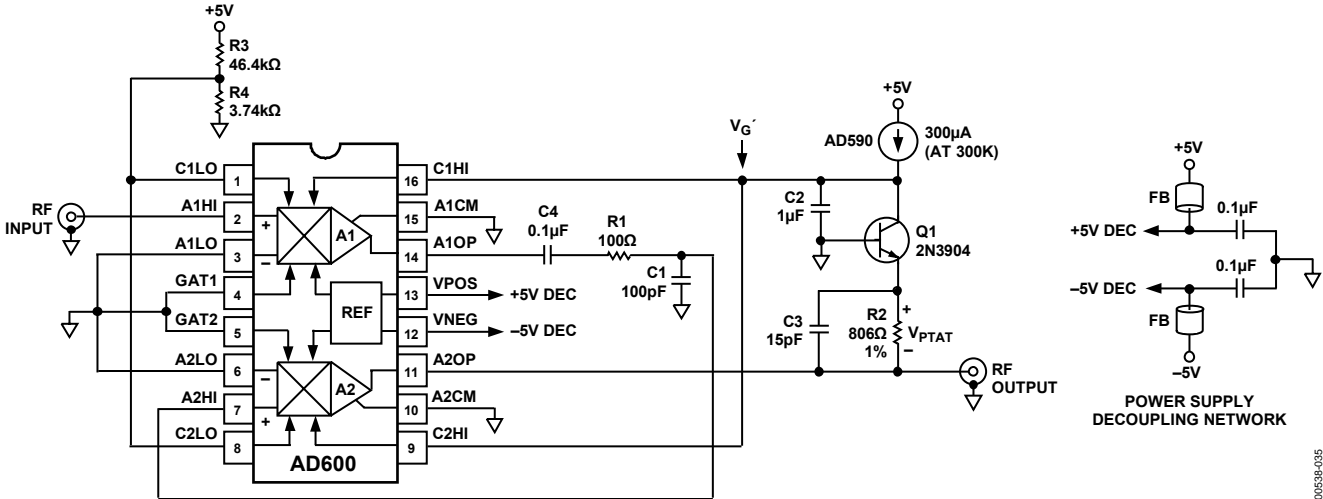 +5V
R3
46.4kΩ
R4
3.74kΩ
C1LO
1
A1HI
2
RF
INPUT
A1LO
3
GAT1
4
GAT2
5
A2LO
6
A2HI
7
C2LO
8
+
−
A1
REF
−
+
A2
AD600
16
C1HI
15
A1CM
14
A1OP
13
VPOS
+5V DEC
12
VNEG
−5V DEC
11
A2OP
10
A2CM
9
C2HI
C4
0.1µF
R1
100Ω
C1
100pF
VG´
+5V
AD590
300µA
(AT 300K)
C2
1µF
Q1
2N3904
C3
15pF
R2
806Ω
1%
+
VPTAT
−
RF
OUTPUT
+5V
FB
0.1µF
+5V DEC
0.1µF
−5V DEC
FB
−5V
POWER SUPPLY
DECOUPLING NETWORK
00538-035